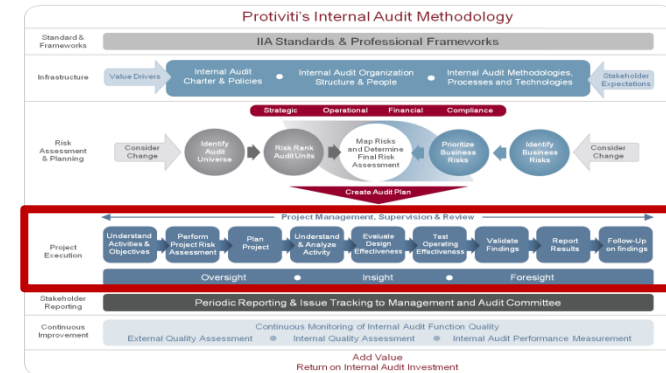 Protiviti's Internal Audit Methodology
Standard &
Frameworks
IIA Standards & Professional Frameworks
Infrastructure
Value Drivers
Internal Audit
Charter & Policies
Internal Audit Organization
Structure & People
Internal Audit Methodologies,
Processes and Technologies
Stakeholder
Expectations
Strategic Operational Financial Compliance
Risk
Assessment
& Planning
Consider
Change
Identify
Audit
Universe
Risk Rank
Audit Units
Map Risks
and Determine
Final Risk
Assessment
Prioritize
Business
Risks
Identify
Business
Risks
Consider
Change
Create Audit Plan
Project Management, Supervision & Review
Project
Execution
Understand
Activities &
Objectives
Perform
Project Risk
Assessment
Plan
Project
Understand
& Analyze
Activity
Evaluate
Design
Effectiveness
Test
Operating
Effectiveness
Validate
Findings
Report
Results
Follow-Up
on findings
Oversight • Insight • Foresight
Stakeholder
Reporting
Periodic Reporting & Issue Tracking to Management and Audit Committee
Continuous
Improvement
Continuous Monitoring of Internal Audit Function Quality
External Quality Assessment • Internal Quality Assessment • Internal Audit Performance Measurement
Add Value
Return on Internal Audit Investment